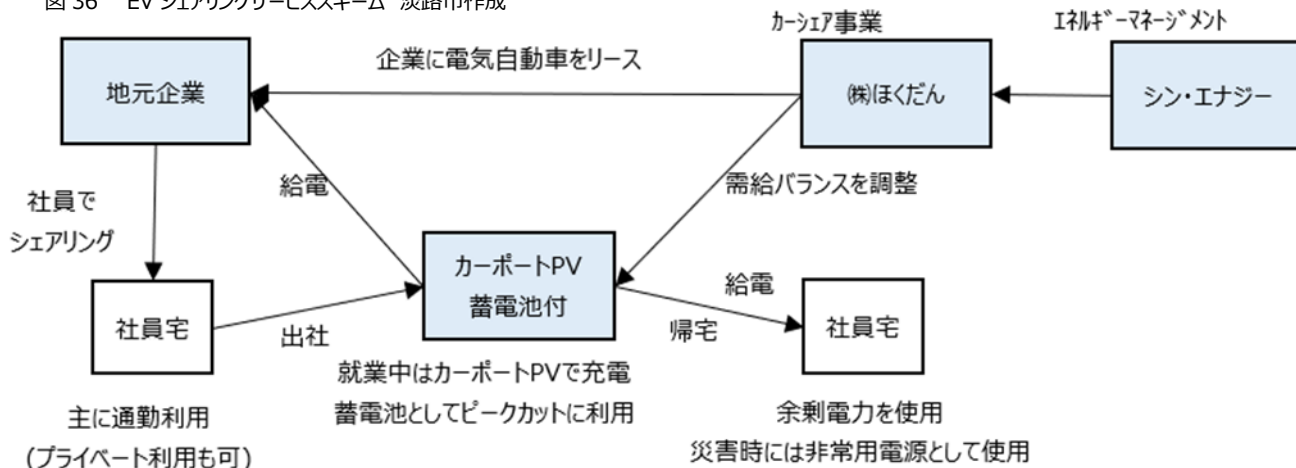 図 36 EV シェアリングサービススキーム 淡路市作成
カーシェア事業
エネルギーマネージメント
企業に電気自動車をリース
地元企業
㈱ほくだん
シン・エナジー
給電
需給バランスを調整
社員で
シェアリング
カーポートPV
蓄電池付
給電
社員宅
出社
帰宅
社員宅
就業中はカーポートPVで充電
蓄電池としてピークカットに利用
主に通勤利用
(プライベート利用も可)
余剰電力を使用
災害時には非常用電源として使用